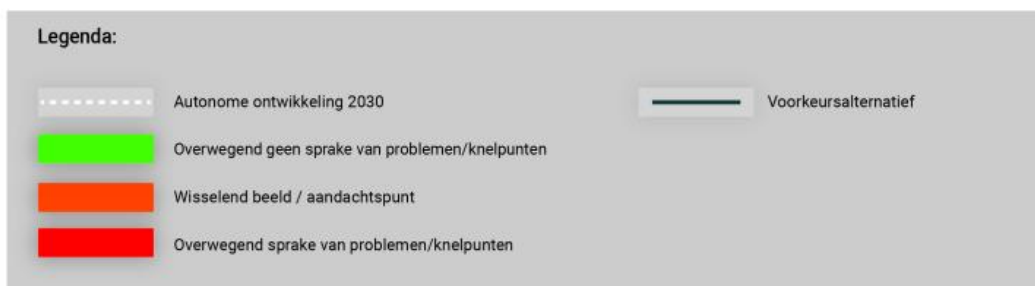 Legenda:
Autonome ontwikkeling 2030
Voorkeursalternatief
Overwegend geen sprake van problemen/knelpunten
Wisselend beeld / aandachtspunt
Overwegend sprake van problemen/knelpunten